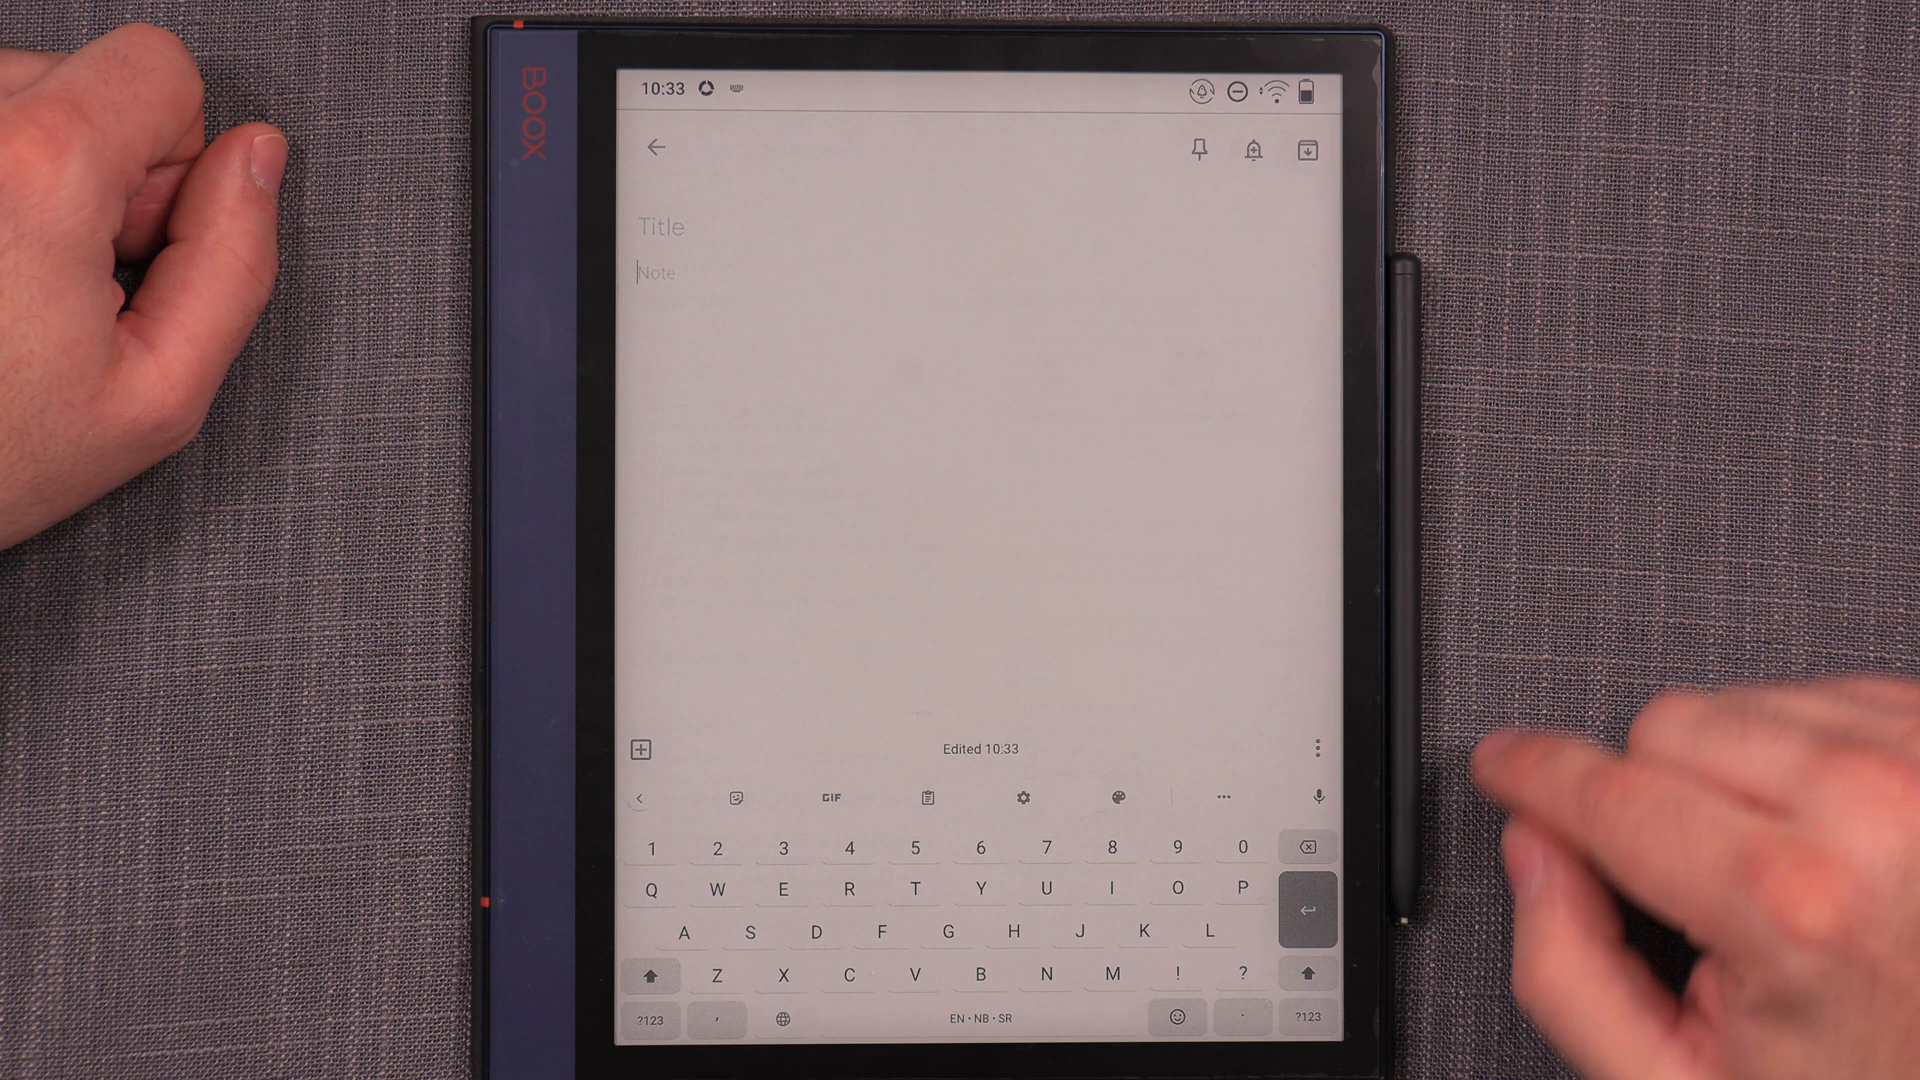 BOOX
10:33
Title
Note
Edited 10:33
GIF
1 2 3 4 5 6 7 8 9 0
Q W E R T Y U I O P
A S D F G H J K L
Z X C V B N M ! ?
?123 , EN • NB • SR . ?123